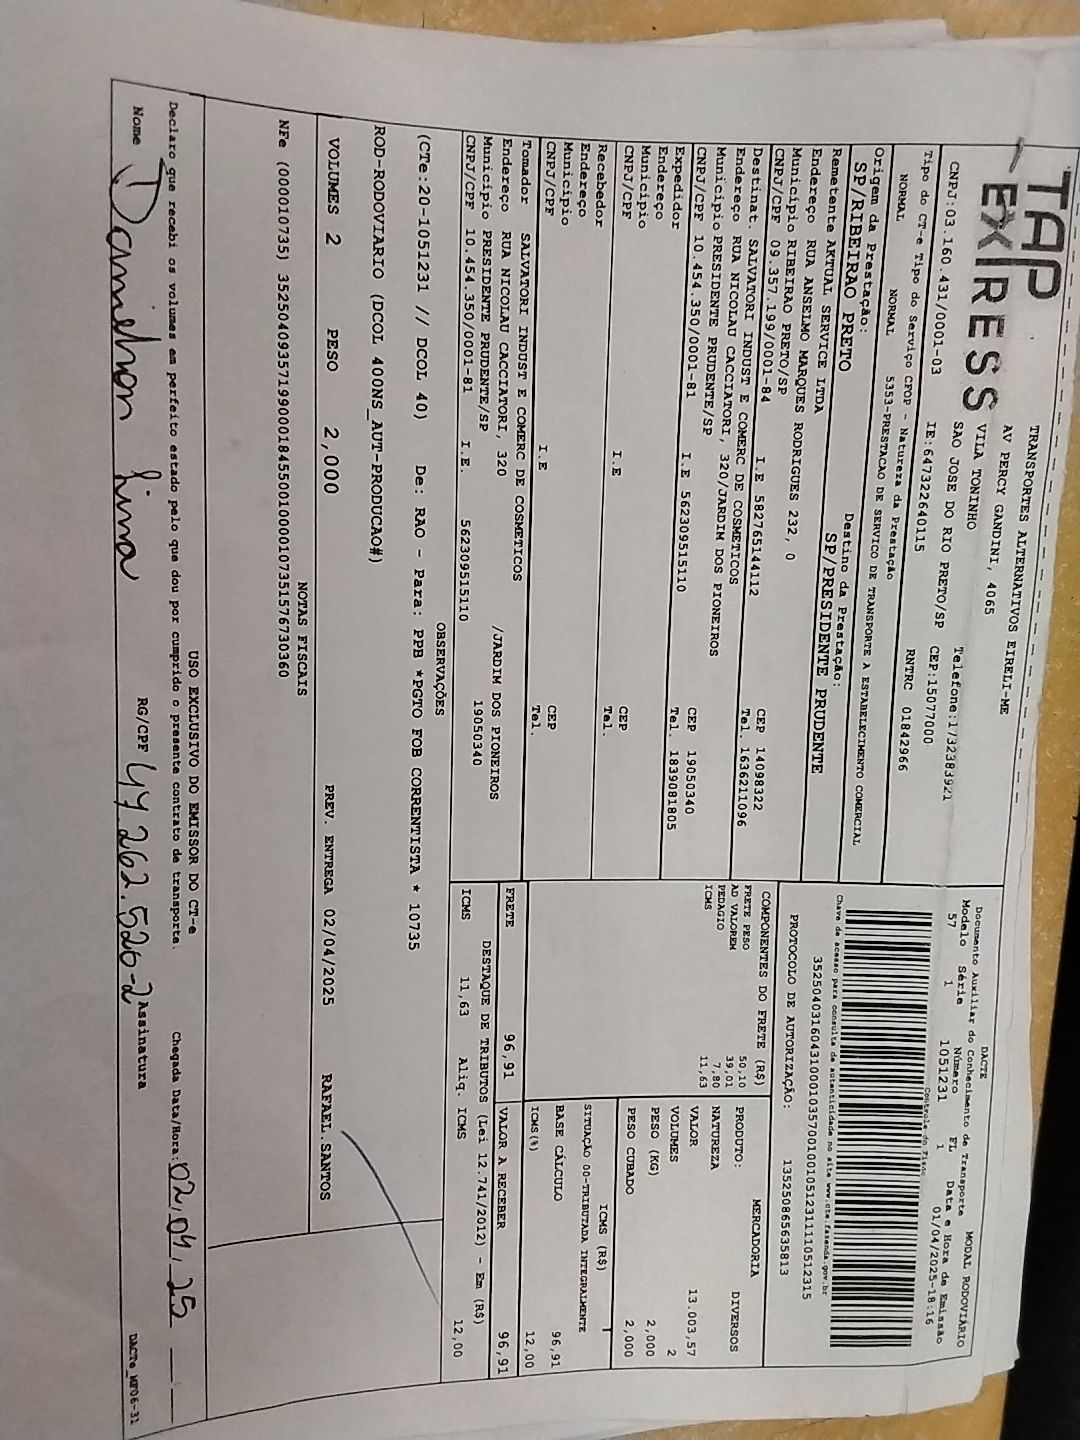 TAP
EXPRESS
TRANSPORTES ALTERNATIVOS EIRELI-ME
AV PERCY GANDINI, 4065
VILA TONINHO
SAO JOSE DO RIO PRETO/SP Telefone:1732383921
CNPJ:03.160.431/0001-03 IE:647322640115 CEP:15077000
Tipo do CT-e Tipo do Serviço CFOP - Natureza da Prestação RNTRC 01842966
NORMAL NORMAL 5353-PRESTACAO DE SERVICO DE TRANSPORTE A ESTABELECIMENTO COMERCIAL
Origem da Prestação: Destino da Prestação:
SP/RIBEIRAO PRETO SP/PRESIDENTE PRUDENTE
DACTE MODAL RODOVIÁRIO
Documento Auxiliar do Conhecimento de Transporte
Modelo Série Número FL Data e Hora de Emissão
57 1 1051231 1 01/04/2025-18:16
Controle do Fisco
Chave de acesso para consulta de autenticidade no site www.cte.fazenda.gov.br
35250403160431000103570010010512311110512315
PROTOCOLO DE AUTORIZAÇÃO: 135250865635813
Remetente AKTUAL SERVICE LTDA
Endereço RUA ANSELMO MARQUES RODRIGUES 232, 0
Município RIBEIRAO PRETO/SP CEP 14098322
CNPJ/CPF 09.357.199/0001-84 I.E 582765144112 Tel. 1636211096
Destinat. SALVATORI INDUST E COMERC DE COSMETICOS
Endereço RUA NICOLAU CACCIATORI, 320/JARDIM DOS PIONEIROS
Município PRESIDENTE PRUDENTE/SP CEP 19050340
CNPJ/CPF 10.454.350/0001-81 I.E 562309515110 Tel. 1839081805
Expedidor
Endereço
Município CEP
CNPJ/CPF I.E Tel.
Recebedor
Endereço
Município CEP
CNPJ/CPF I.E Tel.
Tomador SALVATORI INDUST E COMERC DE COSMETICOS
Endereço RUA NICOLAU CACCIATORI, 320 /JARDIM DOS PIONEIROS
Município PRESIDENTE PRUDENTE/SP 19050340
CNPJ/CPF 10.454.350/0001-81 I.E. 562309515110
COMPONENTES DO FRETE (R$)
FRETE PESO 50,10
AD VALOREM 39,01
PEDAGIO 7,80
ICMS 11,63
MERCADORIA
PRODUTO: DIVERSOS
NATUREZA
VALOR 13.003,57
VOLUMES 2
PESO (KG) 2,000
PESO CUBADO 2,000
ICMS (R$)
SITUAÇÃO 00-TRIBUTADA INTEGRALMENTE
BASE CÁLCULO 96,91
ICMS(%) 12,00
FRETE 96,91 VALOR A RECEBER 96,91
DESTAQUE DE TRIBUTOS (Lei 12.741/2012) - Em (R$)
ICMS 11,63 Aliq. ICMS 12,00
OBSERVAÇÕES
(CTe:20-1051231 // DCOL 40) De: RAO - Para: PPB *PGTO FOB CORRENTISTA * 10735
ROD-RODOVIARIO (DCOL 400NS_AUT-PRODUCAO#)
VOLUMES 2 PESO 2,000 PREV. ENTREGA 02/04/2025 RAFAEL.SANTOS
NOTAS FISCAIS
NFe (000010735) 35250409357199000184550010000107351576730360
USO EXCLUSIVO DO EMISSOR DO CT-e
Declaro que recebi os volumes em perfeito estado pelo que dou por cumprido o presente contrato de transporte. Chegada Data/Hora: 02,04,25
Nome Danielson Lima RG/CPF 44 262.526-2 Assinatura
DACTe_MF06-31